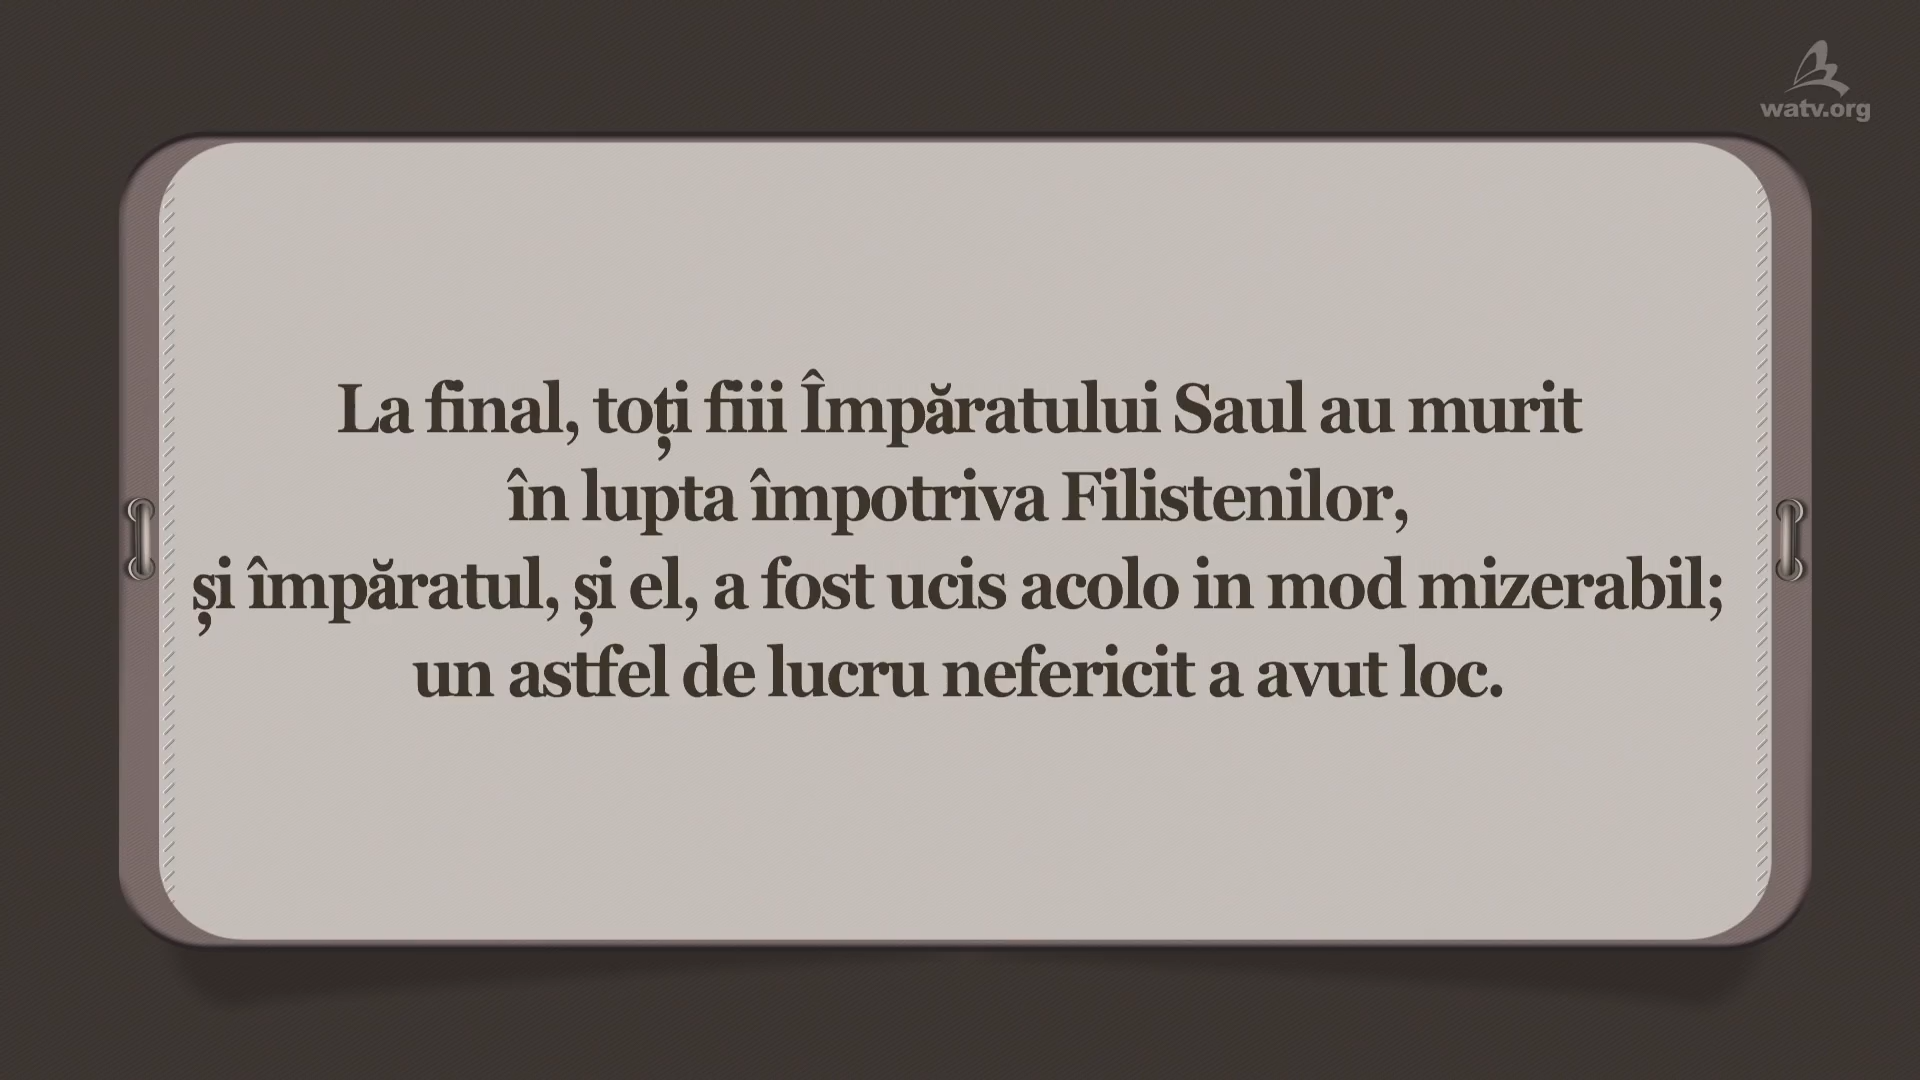 watv.org
La final, toți fiii Împăratului Saul au murit
în lupta împotriva Filistenilor,
și împăratul, și el, a fost ucis acolo in mod mizerabil;
un astfel de lucru nefericit a avut loc.